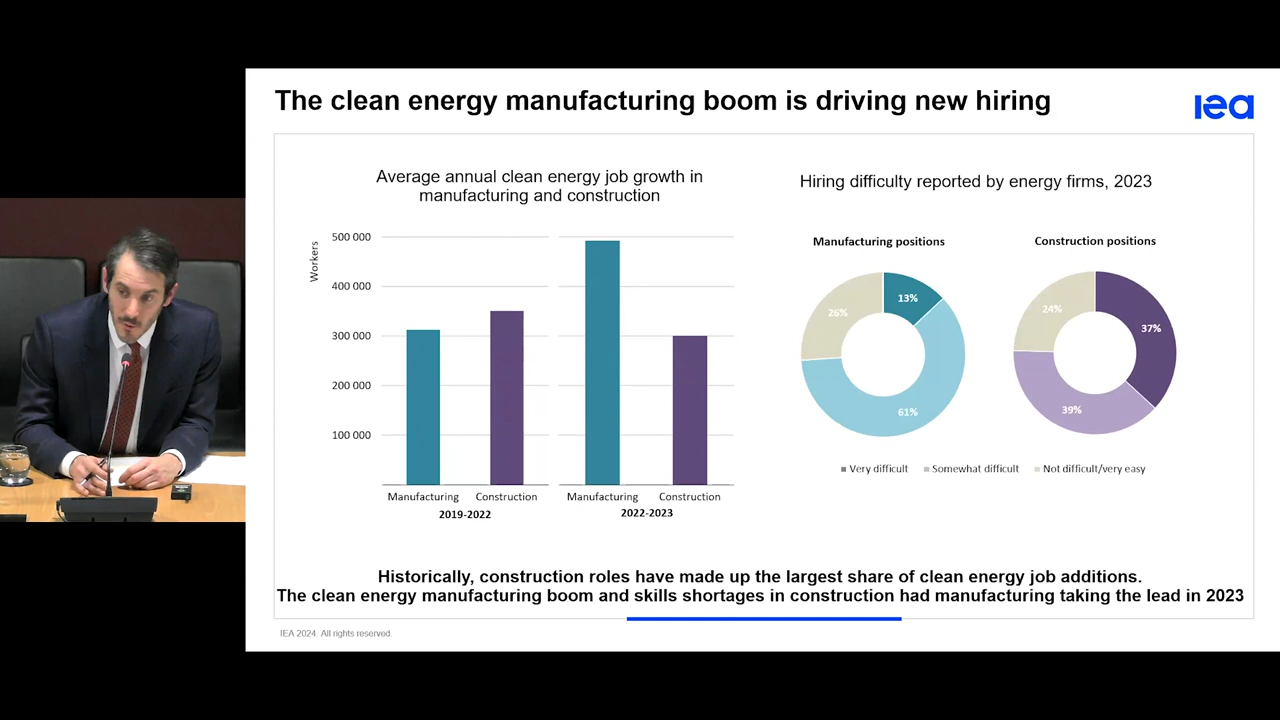 The clean energy manufacturing boom is driving new hiring
iea
Average annual clean energy job growth in
manufacturing and construction
Workers
500 000
400 000
300 000
200 000
100 000
Manufacturing
Construction
2019-2022
Manufacturing
Construction
2022-2023
Hiring difficulty reported by energy firms, 2023
Manufacturing positions
13%
61%
26%
Construction positions
37%
39%
24%
Very difficult
Somewhat difficult
Not difficult/very easy
Historically, construction roles have made up the largest share of clean energy job additions.
The clean energy manufacturing boom and skills shortages in construction had manufacturing taking the lead in 2023
IEA 2024. All rights reserved.